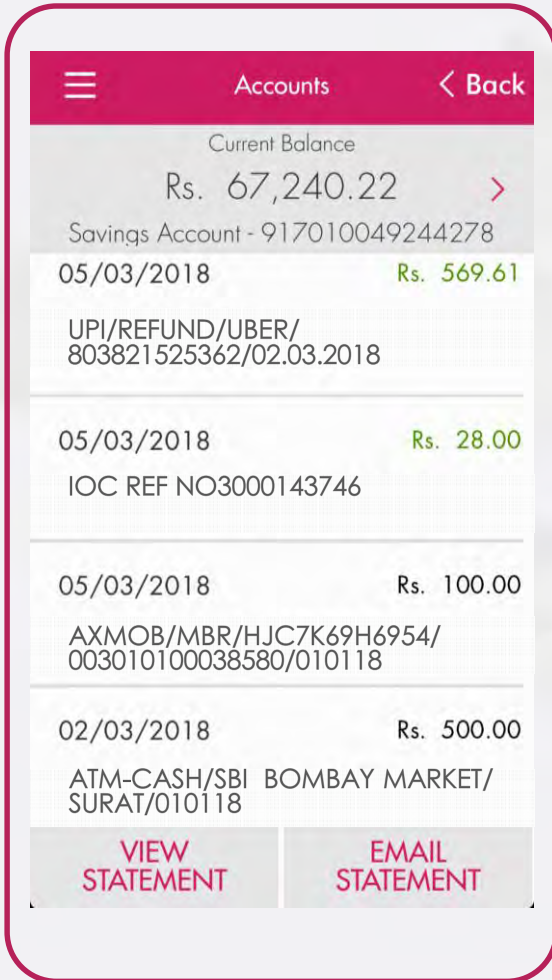 Accounts
< Back
Current Balance
Rs. 67,240.22 >
Savings Account - 917010049244278
05/03/2018 Rs. 569.61
UPI/REFUND/UBER/
803821525362/02.03.2018
05/03/2018 Rs. 28.00
IOC REF NO3000143746
05/03/2018 Rs. 100.00
AXMOB/MBR/HJC7K69H6954/
003010100038580/010118
02/03/2018 Rs. 500.00
ATM-CASH/SBI BOMBAY MARKET/
SURAT/010118
VIEW
STATEMENT
EMAIL
STATEMENT